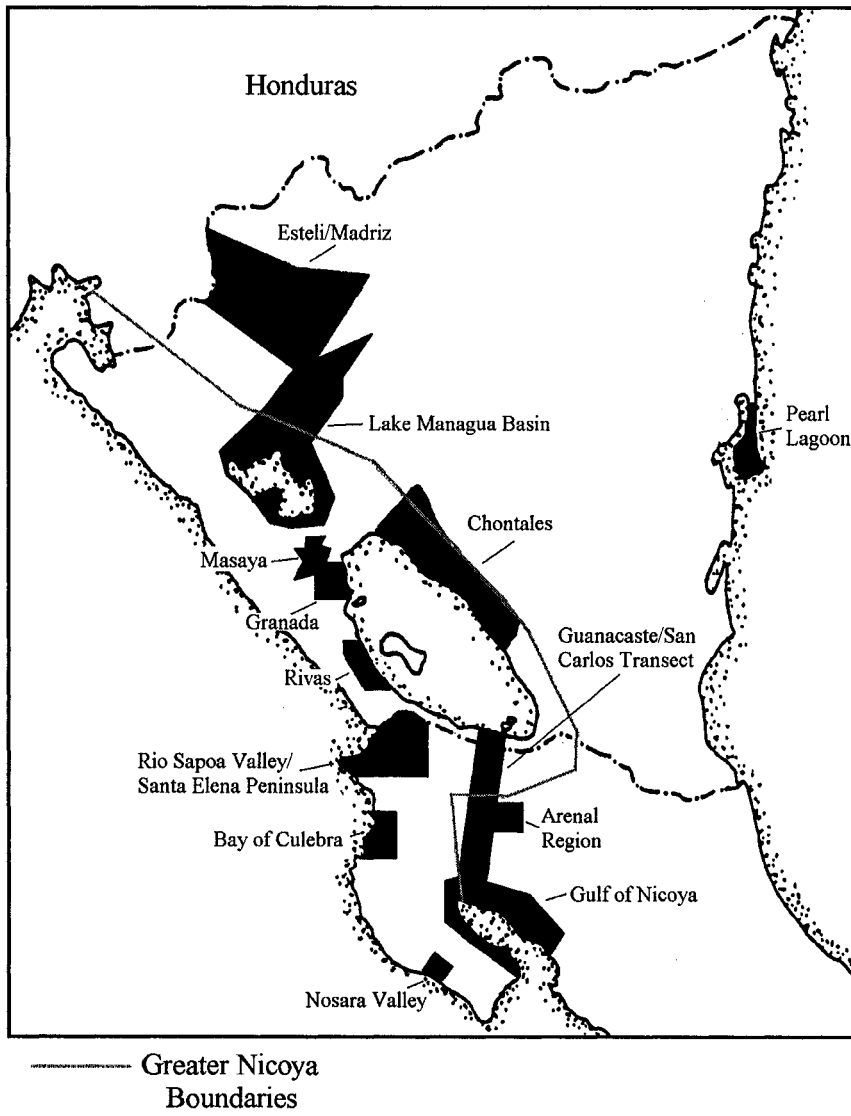 Honduras
Esteli/Madriz
Lake Managua Basin
Pearl
Lagoon
Chontales
Masaya
Granada
Guanacaste/San
Carlos Transect
Rivas
Rio Sapoa Valley/
Santa Elena Peninsula
Bay of Culebra
Arenal
Region
Gulf of Nicoya
Nosara Valley
Greater Nicoya
Boundaries